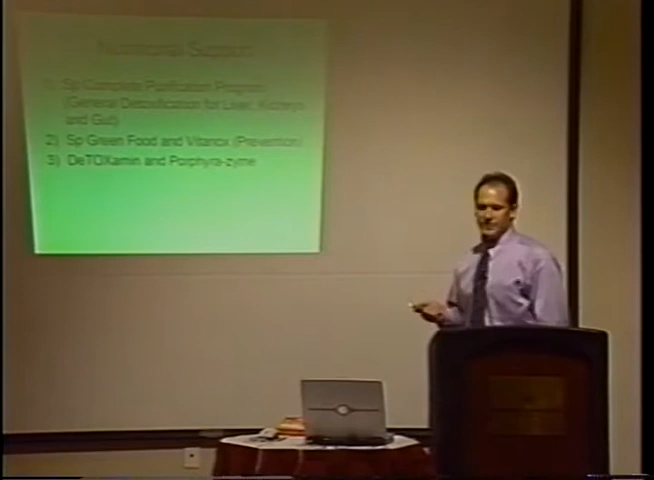 Nutritional Support
1) Sp Complete Purification Program
(General Detoxification for Liver, Kidneys
and Gut)
2) Sp Green Food and Vitanox (Prevention)
3) DeTOXamin and Porphyra-zyme